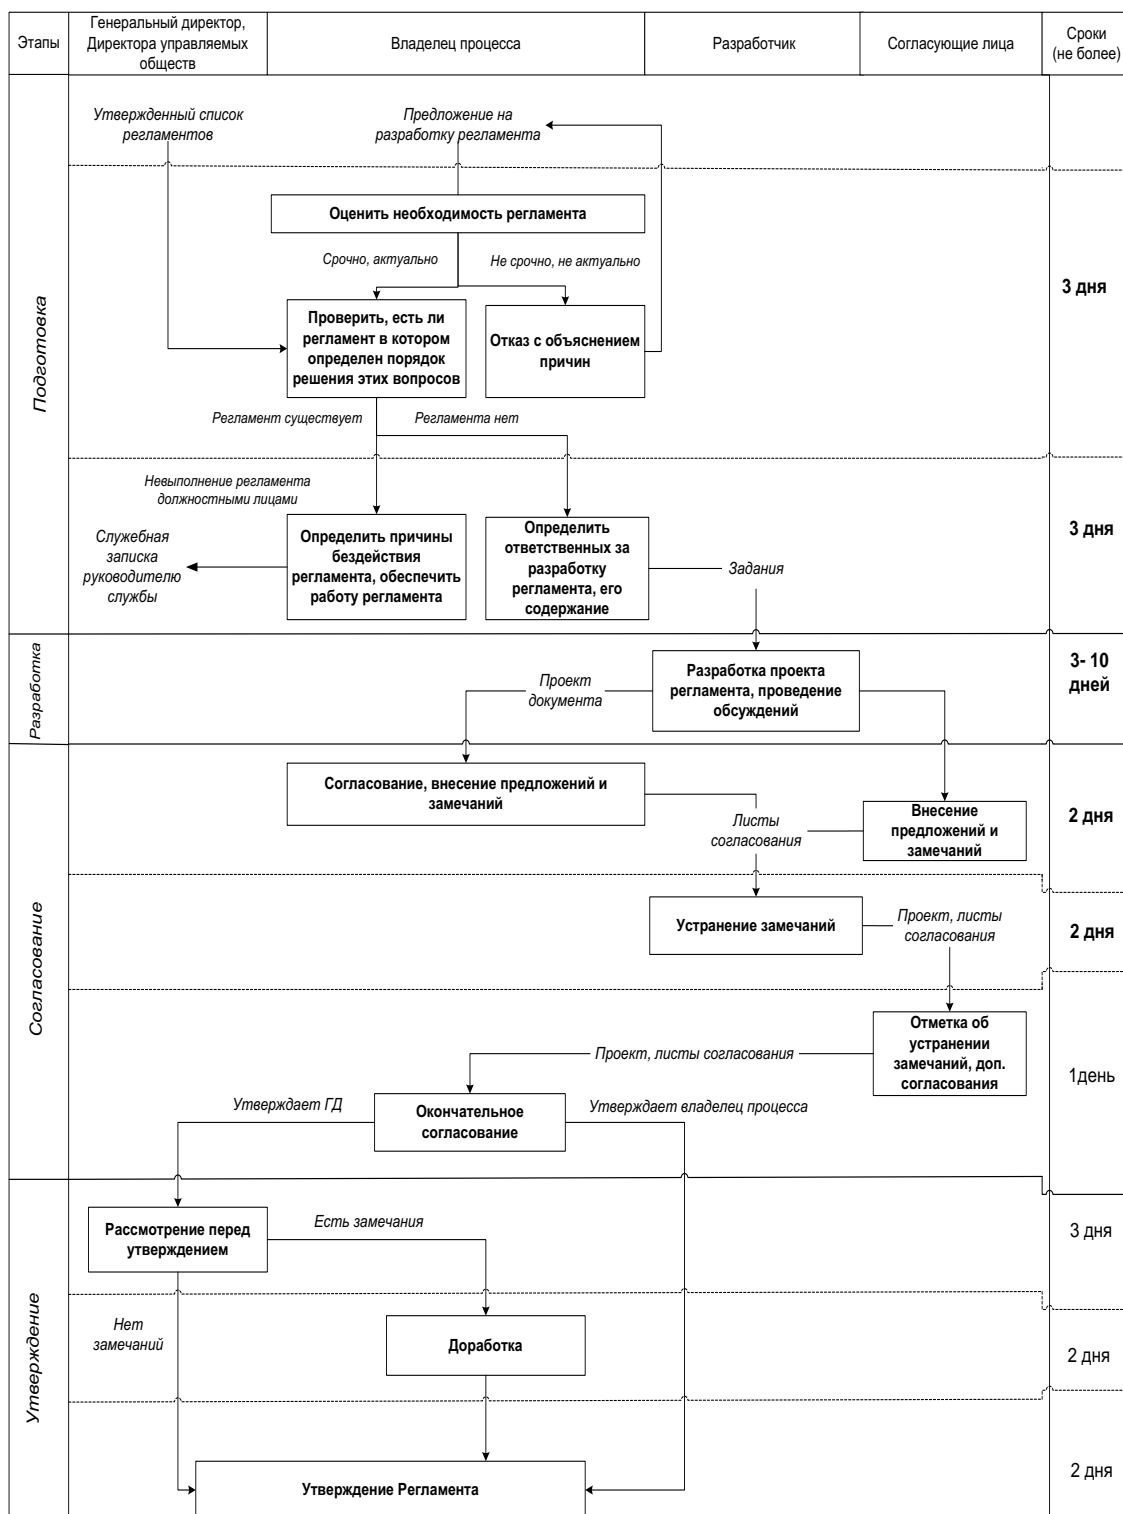 Этапы
Генеральный директор,
Директора управляемых
обществ
Владелец процесса
Разработчик
Согласующие лица
Сроки
(не более)
Подготовка
Утвержденный список
регламентов
Предложение на
разработку регламента
Оценить необходимость регламента
Срочно, актуально
Не срочно, не актуально
3 дня
Проверить, есть ли
регламент в котором
определен порядок
решения этих вопросов
Отказ с объяснением
причин
Регламент существует
Регламента нет
Невыполение регламента
должностными лицами
Служебная
записка
руководителю
службы
Определить причины
бездействия
регламента, обеспечить
работу регламента
Определить
ответственных за
разработку
регламента, его
содержание
Задания
3 дня
Разработка
Проект
документа
Разработка проекта
регламента, проведение
обсуждений
3- 10
дней
Согласование
Согласование, внесение предложений и
замечаний
Листы
согласования
Внесение
предложений и
замечаний
2 дня
Устранение замечаний
Проект, листы
согласования
2 дня
Отметка об
устранении
замечаний, доп.
согласования
Проект, листы согласования
1день
Утверждает ГД
Окончательное
согласование
Утверждает владелец процесса
Утверждение
Рассмотрение перед
утверждением
Есть замечания
3 дня
Нет
замечаний
Доработка
2 дня
Утверждение Регламента
2 дня